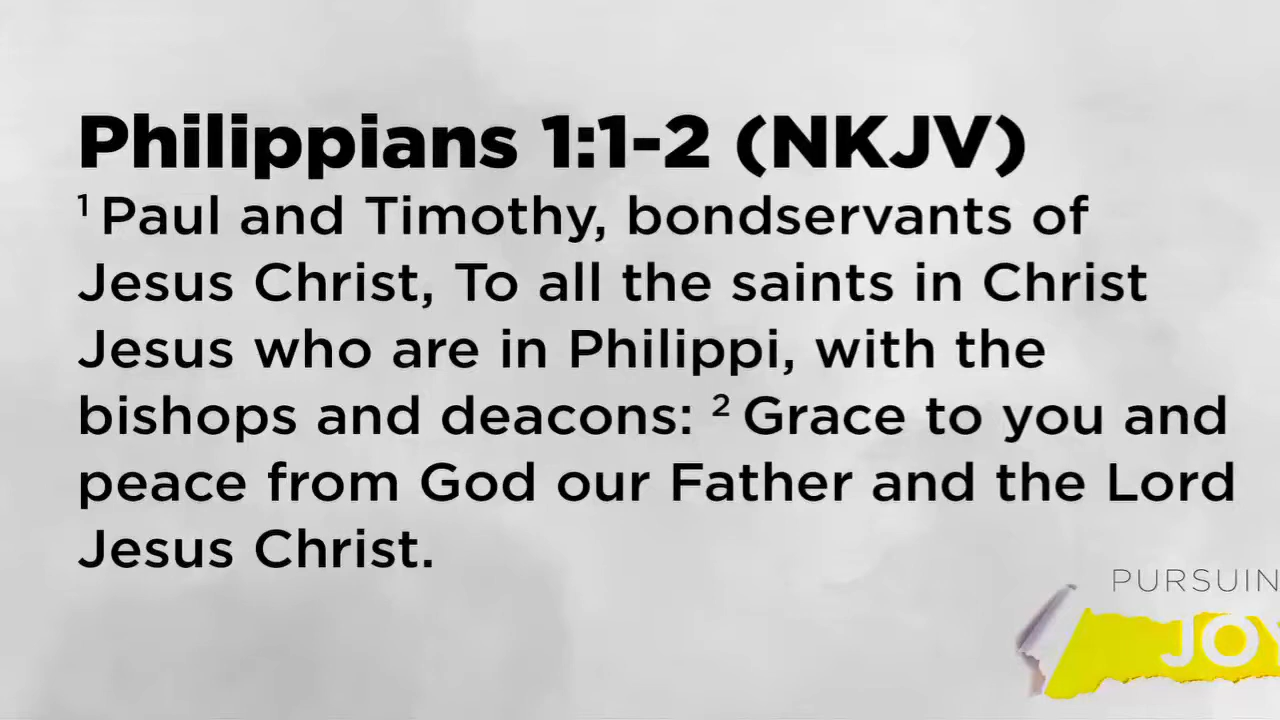 Philippians 1:1-2 (NKJV)
¹ Paul and Timothy, bondservants of
Jesus Christ, To all the saints in Christ
Jesus who are in Philippi, with the
bishops and deacons: ² Grace to you and
peace from God our Father and the Lord
Jesus Christ.
PURSUIN
JOY